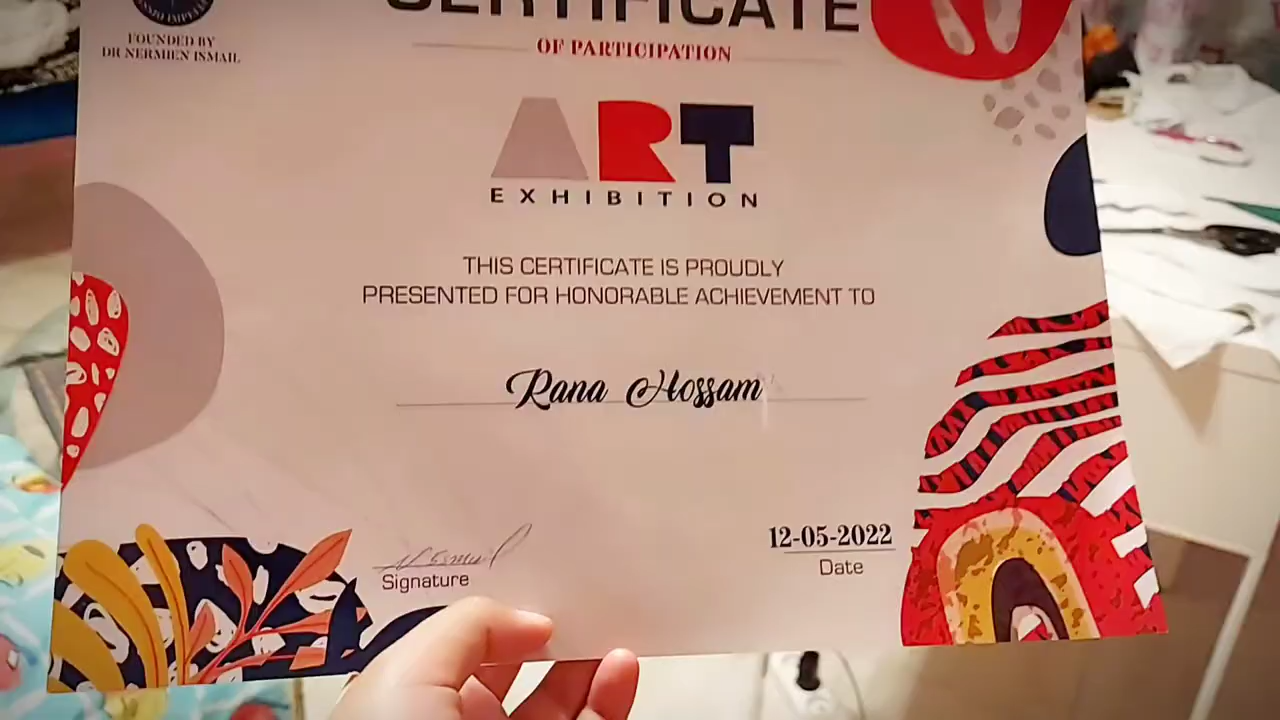 CERTIFICATE
FOUNDED BY
DR NERMIEN ISMAIL
OF PARTICIPATION
ART
EXHIBITION
THIS CERTIFICATE IS PROUDLY
PRESENTED FOR HONORABLE ACHIEVEMENT TO
Rana Hossam
12-05-2022
Signature
Date